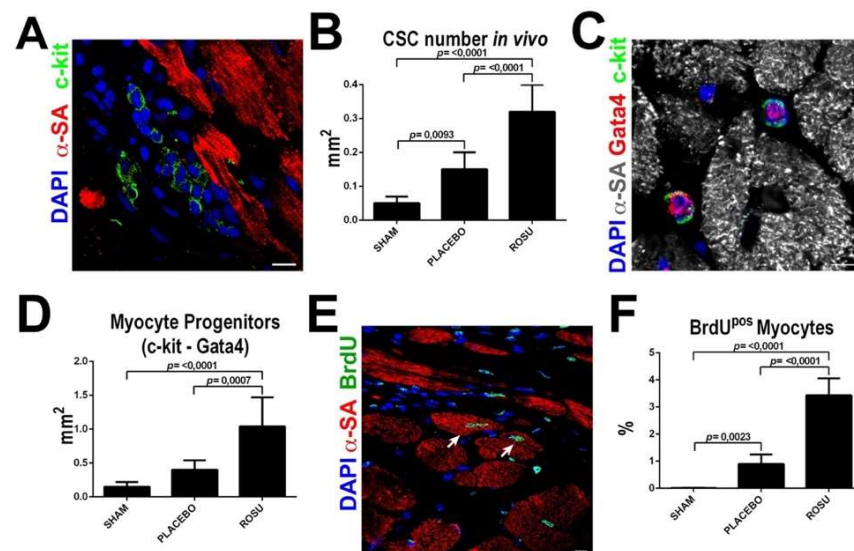 A
DAPI α-SA c-kit
B
CSC number in vivo
p= <0,0001
p= <0,0001
p= 0,0093
0.4
0.3
0.2
0.1
0.0
mm²
SHAM
PLACEBO
ROSU
C
DAPI α-SA Gata4 c-kit
D
Myocyte Progenitors
(c-kit - Gata4)
p= <0,0001
p= 0,0007
2.0
1.5
1.0
0.5
0.0
mm²
SHAM
PLACEBO
ROSU
E
DAPI α-SA BrdU
F
BrdUpos Myocytes
p= <0,0001
p= <0,0001
p= 0,0023
5
4
3
2
1
0
%
SHAM
PLACEBO
ROSU